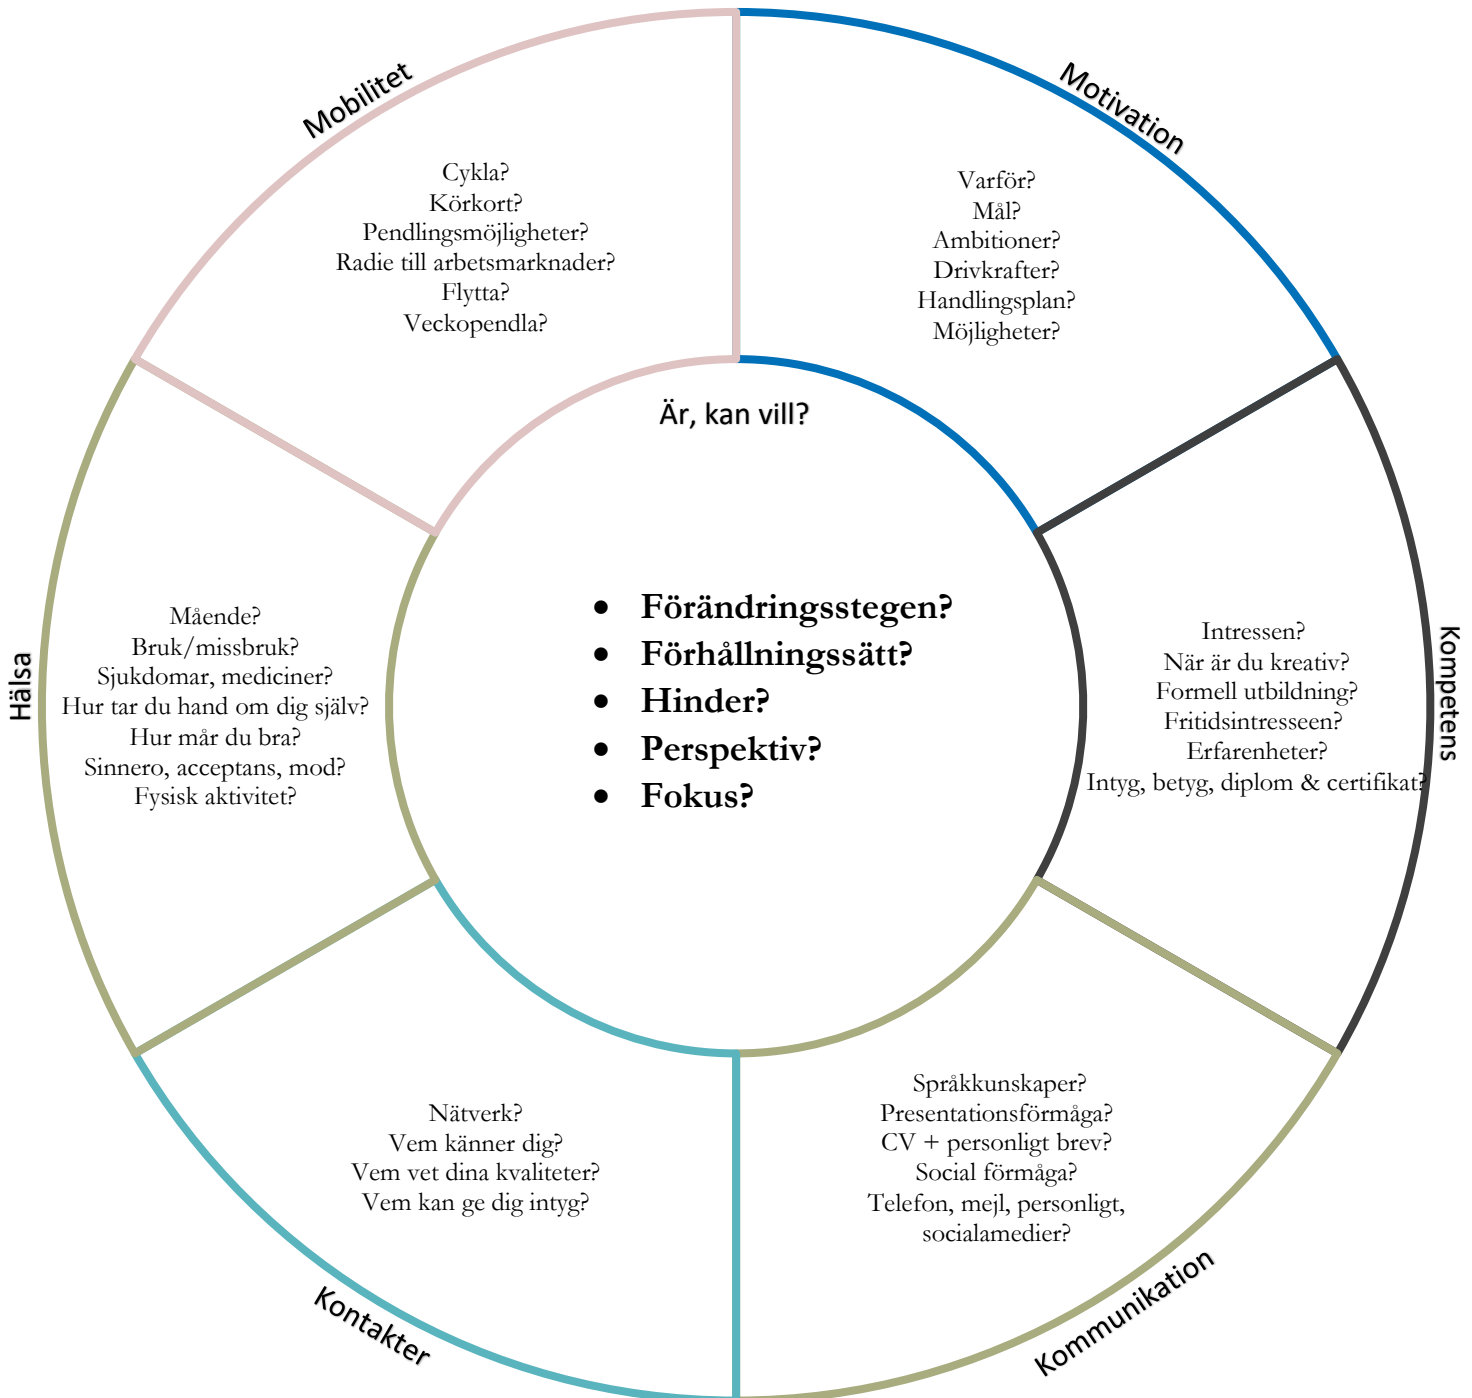 Mobilitet
Cykla?
Körkort?
Pendlingsmöjligheter?
Radie till arbetsmarknader?
Flytta?
Veckopendla?
Motivation
Varför?
Mål?
Ambitioner?
Drivkrafter?
Handlingsplan?
Möjligheter?
Är, kan vill?
• Förändringsstegen?
• Förhållningssätt?
• Hinder?
• Perspektiv?
• Fokus?
Hälsa
Mående?
Bruk/missbruk?
Sjukdomar, mediciner?
Hur tar du hand om dig själv?
Hur mår du bra?
Sinnero, acceptans, mod?
Fysisk aktivitet?
Kompetens
Intressen?
När är du kreativ?
Formell utbildning?
Fritidsintresseen?
Erfarenheter?
Intyg, betyg, diplom & certifikat?
Kontakter
Nätverk?
Vem känner dig?
Vem vet dina kvaliteter?
Vem kan ge dig intyg?
Kommunikation
Språkkunskaper?
Presentationsförmåga?
CV + personligt brev?
Social förmåga?
Telefon, mejl, personligt,
socialamedier?